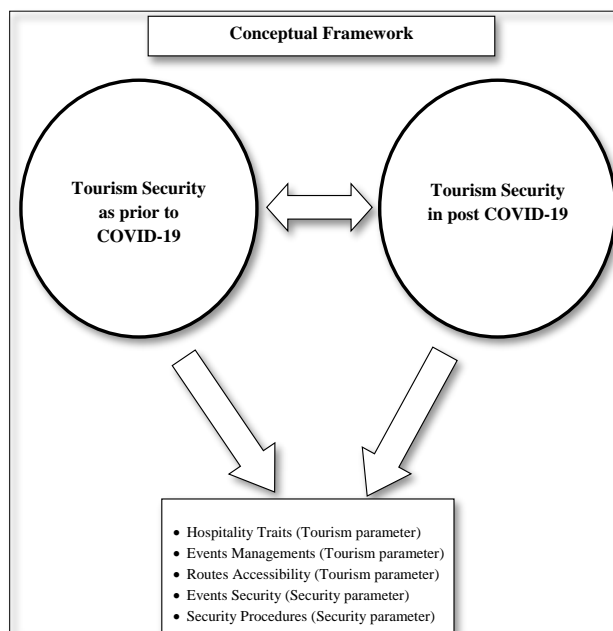 Conceptual Framework
Tourism Security
as prior to
COVID-19
Tourism Security
in post COVID-19
• Hospitality Traits (Tourism parameter)
• Events Managements (Tourism parameter)
• Routes Accessibility (Tourism parameter)
• Events Security (Security parameter)
• Security Procedures (Security parameter)